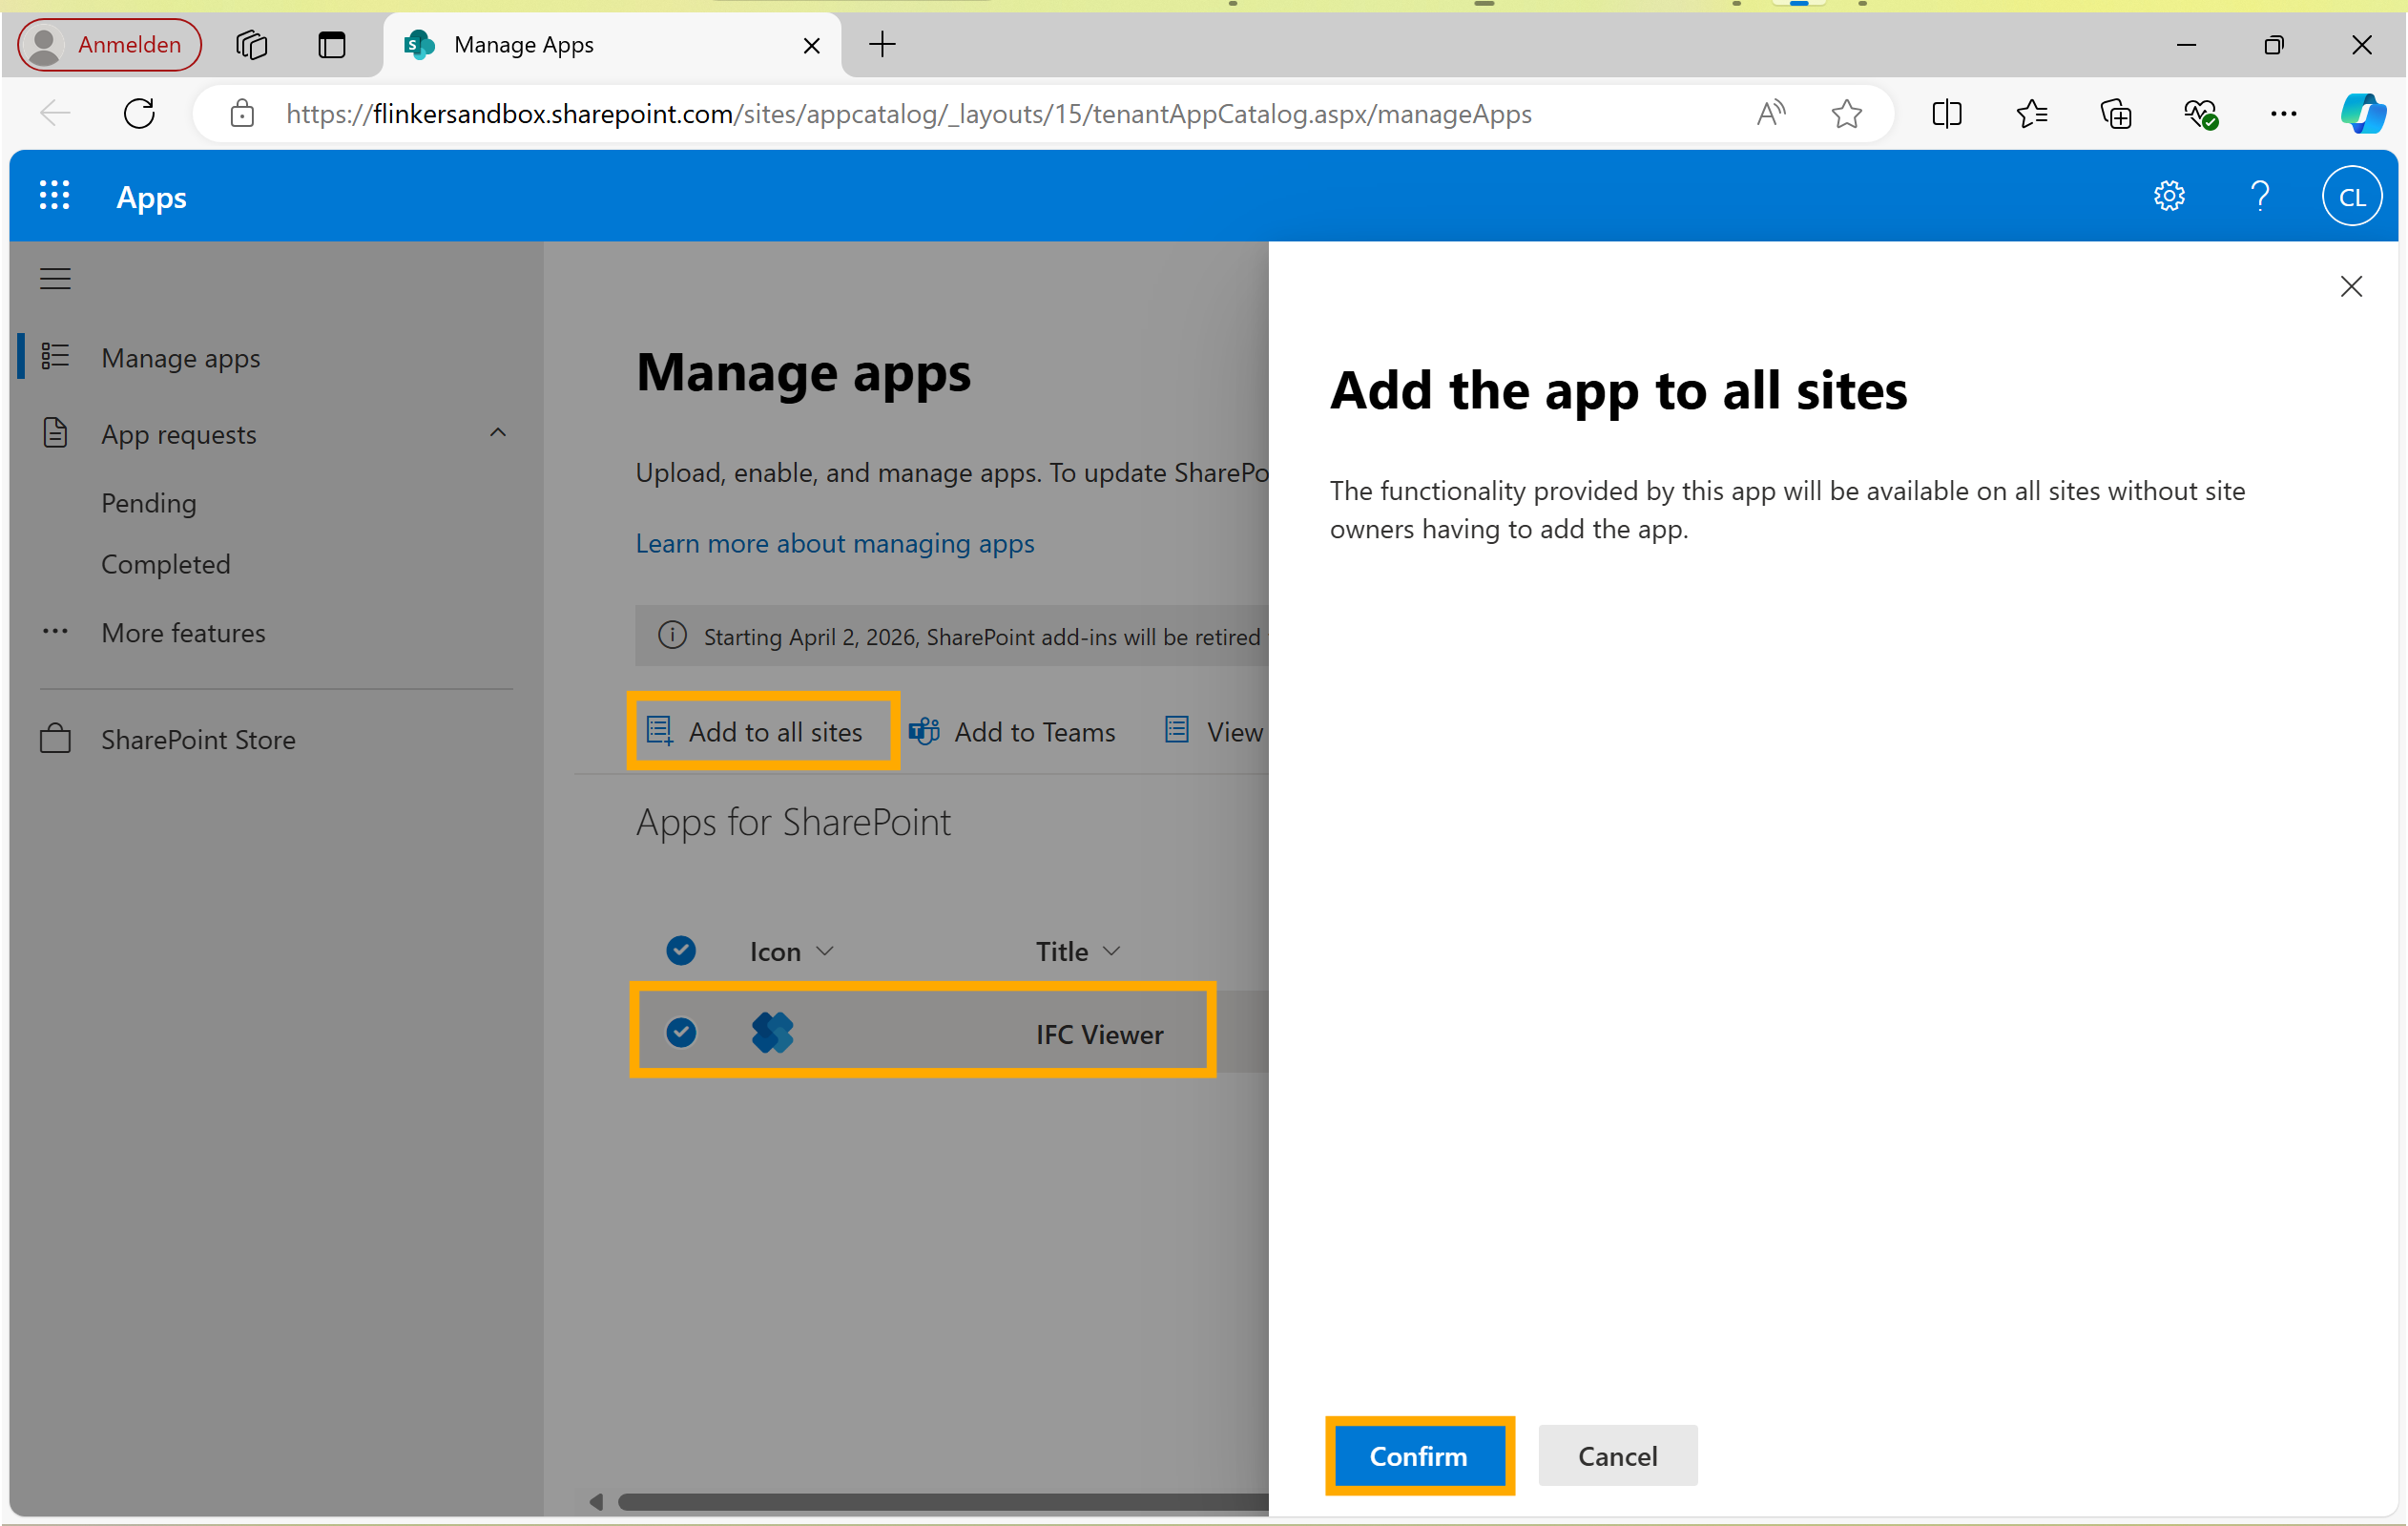 Anmelden
Manage Apps
https://flinkersandbox.sharepoint.com/sites/appcatalog/_layouts/15/tenantAppCatalog.aspx/manageApps
Apps
CL
Manage apps
App requests
Pending
Completed
More features
SharePoint Store
Manage apps
Upload, enable, and manage apps. To update SharePo
Learn more about managing apps
Starting April 2, 2026, SharePoint add-ins will be retired
Add to all sites
Add to Teams
View
Apps for SharePoint
Icon
Title
IFC Viewer
Add the app to all sites
The functionality provided by this app will be available on all sites without site
owners having to add the app.
Confirm
Cancel